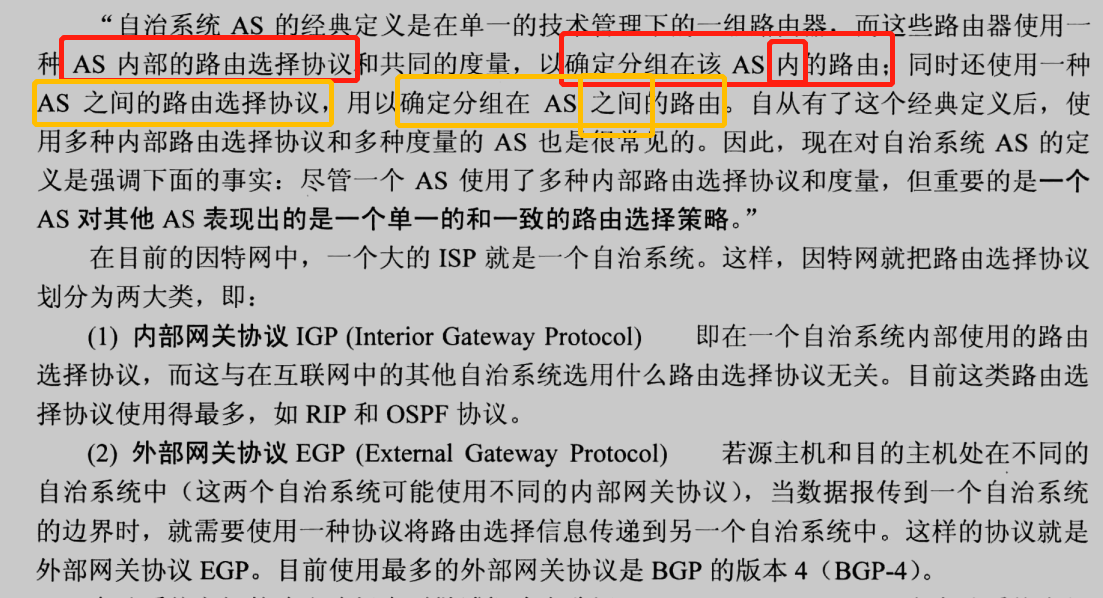 “自治系统 AS 的经典定义是在单一的技术管理下的一组路由器，而这些路由器使用一
种 AS 内部的路由选择协议和共同的度量，以确定分组在该 AS 内的路由；同时还使用一种
AS 之间的路由选择协议，用以确定分组在 AS 之间的路由。自从有了这个经典定义后，使
用多种内部路由选择协议和多种度量的 AS 也是很常见的。因此，现在对自治系统 AS 的定
义是强调下面的事实：尽管一个 AS 使用了多种内部路由选择协议和度量，但重要的是一个
AS 对其他 AS 表现出的是一个单一的和一致的路由选择策略。”
在目前的因特网中，一个大的 ISP 就是一个自治系统。这样，因特网就把路由选择协议
划分为两大类，即：
(1) 内部网关协议 IGP (Interior Gateway Protocol) 即在一个自治系统内部使用的路由
选择协议，而这与在互联网中的其他自治系统选用什么路由选择协议无关。目前这类路由选
择协议使用得最多，如 RIP 和 OSPF 协议。
(2) 外部网关协议 EGP (External Gateway Protocol) 若源主机和目的主机处在不同的
自治系统中（这两个自治系统可能使用不同的内部网关协议），当数据报传到一个自治系统
的边界时，就需要使用一种协议将路由选择信息传递到另一个自治系统中。这样的协议就是
外部网关协议 EGP。目前使用最多的外部网关协议是 BGP 的版本 4（BGP-4）。